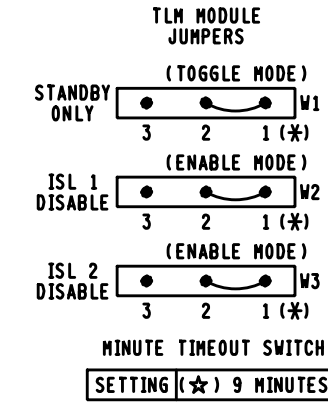 TLM MODULE
JUMPERS
(TOGGLE MODE)
STANDBY
ONLY
W1
3 2 1 (*)
(ENABLE MODE)
ISL 1
DISABLE
W2
3 2 1 (*)
(ENABLE MODE)
ISL 2
DISABLE
W3
3 2 1 (*)
MINUTE TIMEOUT SWITCH
SETTING (☆) 9 MINUTES